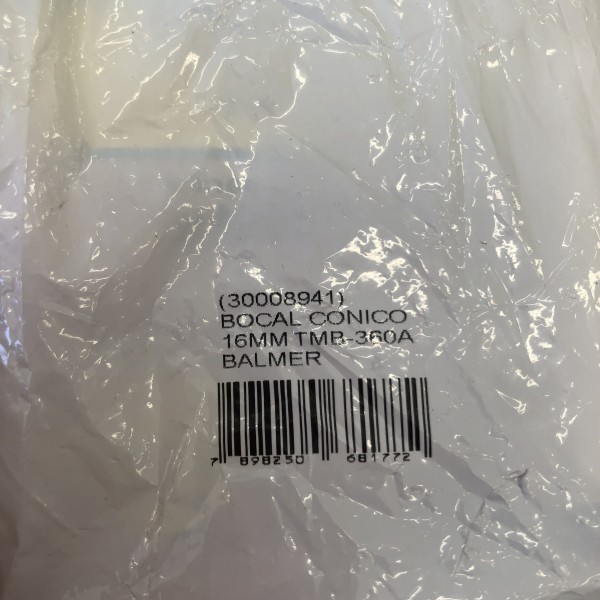 (30008941)
BOCAL CONICO
16MM TMB-360A
BALMER
7 898250 681772